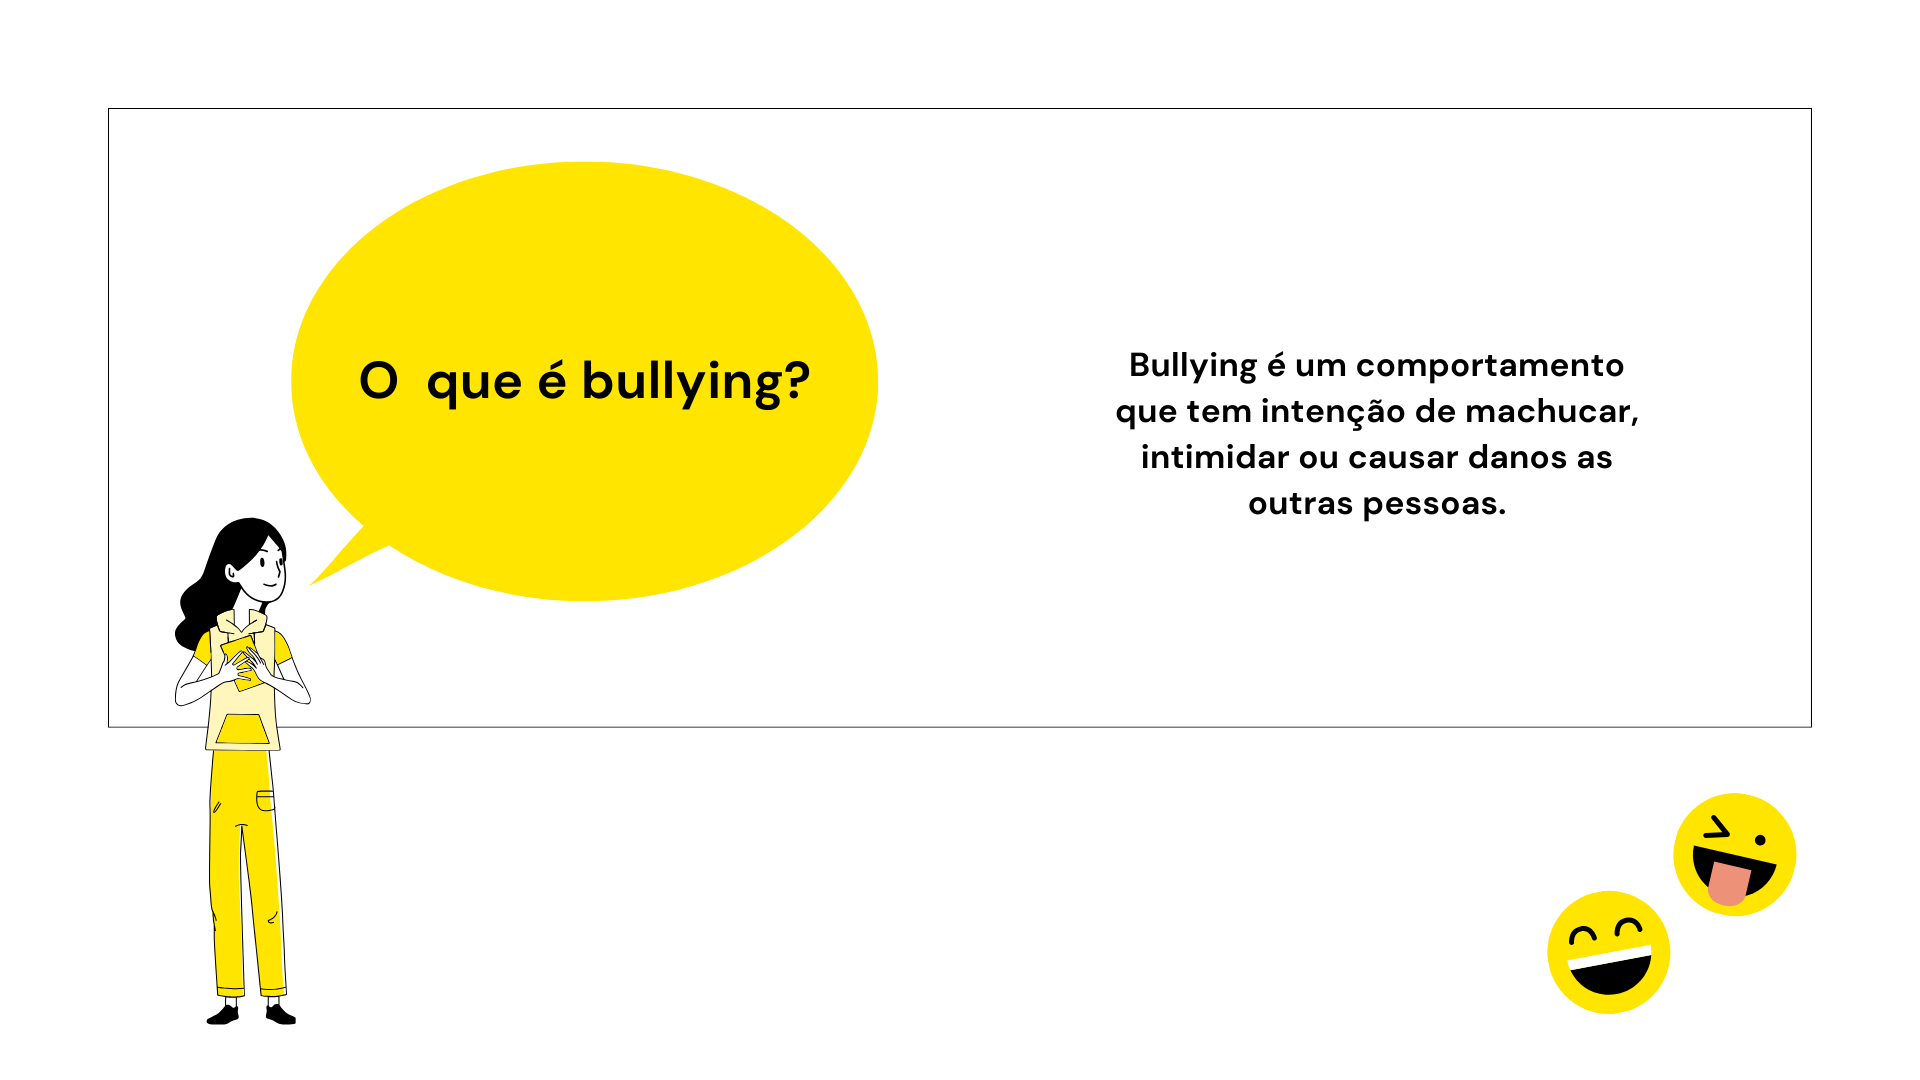 O que é bullying?
Bullying é um comportamento
que tem intenção de machucar,
intimidar ou causar danos as
outras pessoas.